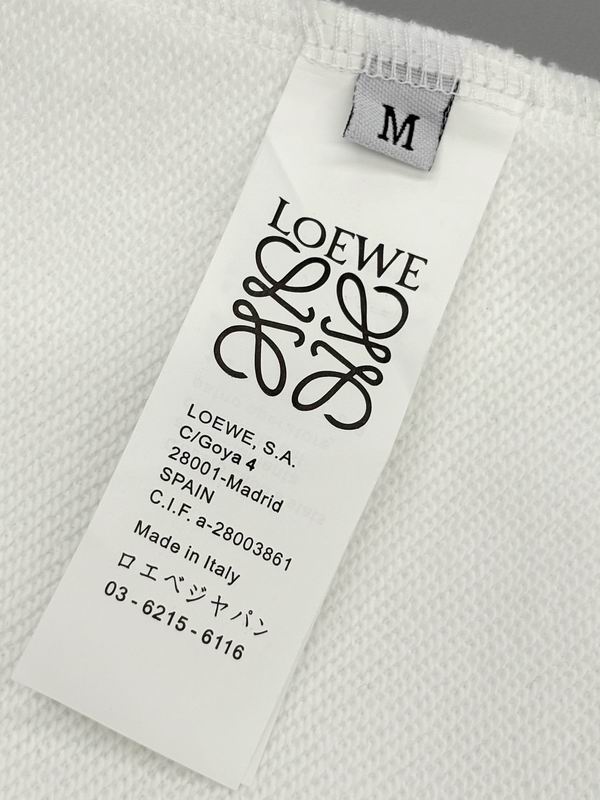 M
LOEWE
LOEWE, S.A.
C/Goya 4
28001-Madrid
SPAIN
C.I.F. a-28003861
Made in Italy
ロエベジャパン
03-6215-6116